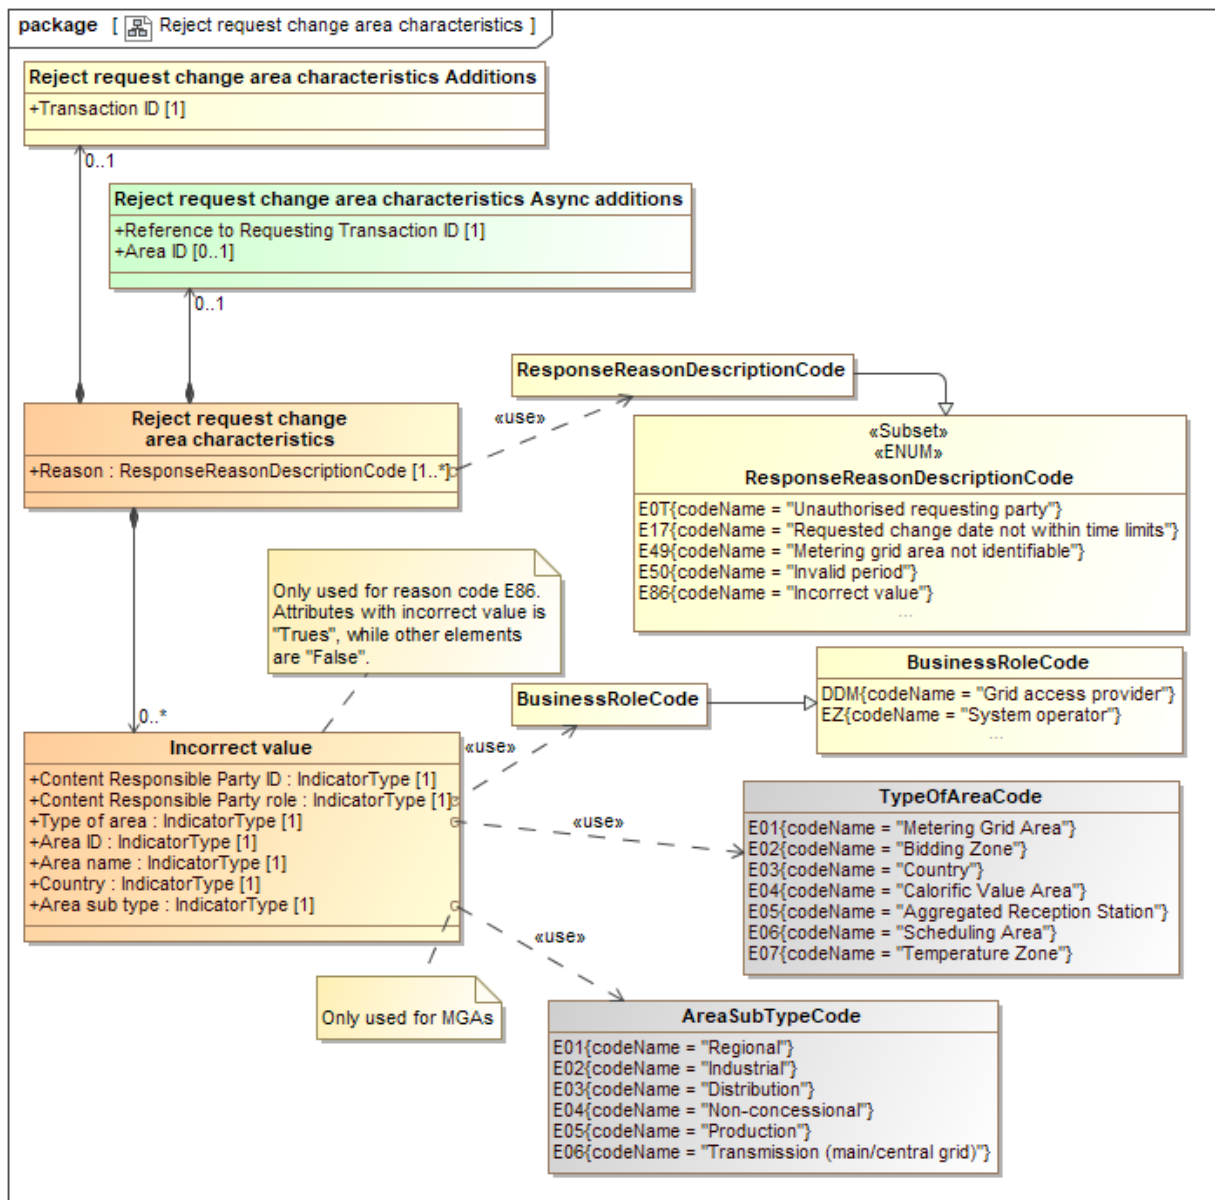 package [ Reject request change area characteristics ]
Reject request change area characteristics Additions
+Transaction ID [1]
0..1
Reject request change area characteristics Async additions
+Reference to Requesting Transaction ID [1]
+Area ID [0..1]
0..1
Reject request change
area characteristics
+Reason : ResponseReasonDescriptionCode [1..*]
«use»
ResponseReasonDescriptionCode
«Subset»
«ENUM»
ResponseReasonDescriptionCode
E0T{codeName = "Unauthorised requesting party"}
E17{codeName = "Requested change date not within time limits"}
E49{codeName = "Metering grid area not identifiable"}
E50{codeName = "Invalid period"}
E86{codeName = "Incorrect value"}
...
Only used for reason code E86.
Attributes with incorrect value is
"Trues", while other elements
are "False".
0..*
Incorrect value
+Content Responsible Party ID : IndicatorType [1]
+Content Responsible Party role : IndicatorType [1]
+Type of area : IndicatorType [1]
+Area ID : IndicatorType [1]
+Area name : IndicatorType [1]
+Country : IndicatorType [1]
+Area sub type : IndicatorType [1]
«use»
BusinessRoleCode
BusinessRoleCode
DDM{codeName = "Grid access provider"}
EZ{codeName = "System operator"}
...
«use»
TypeOfAreaCode
E01{codeName = "Metering Grid Area"}
E02{codeName = "Bidding Zone"}
E03{codeName = "Country"}
E04{codeName = "Calorific Value Area"}
E05{codeName = "Aggregated Reception Station"}
E06{codeName = "Scheduling Area"}
E07{codeName = "Temperature Zone"}
«use»
Only used for MGAs
AreaSubTypeCode
E01{codeName = "Regional"}
E02{codeName = "Industrial"}
E03{codeName = "Distribution"}
E04{codeName = "Non-concessional"}
E05{codeName = "Production"}
E06{codeName = "Transmission (main/central grid)"}